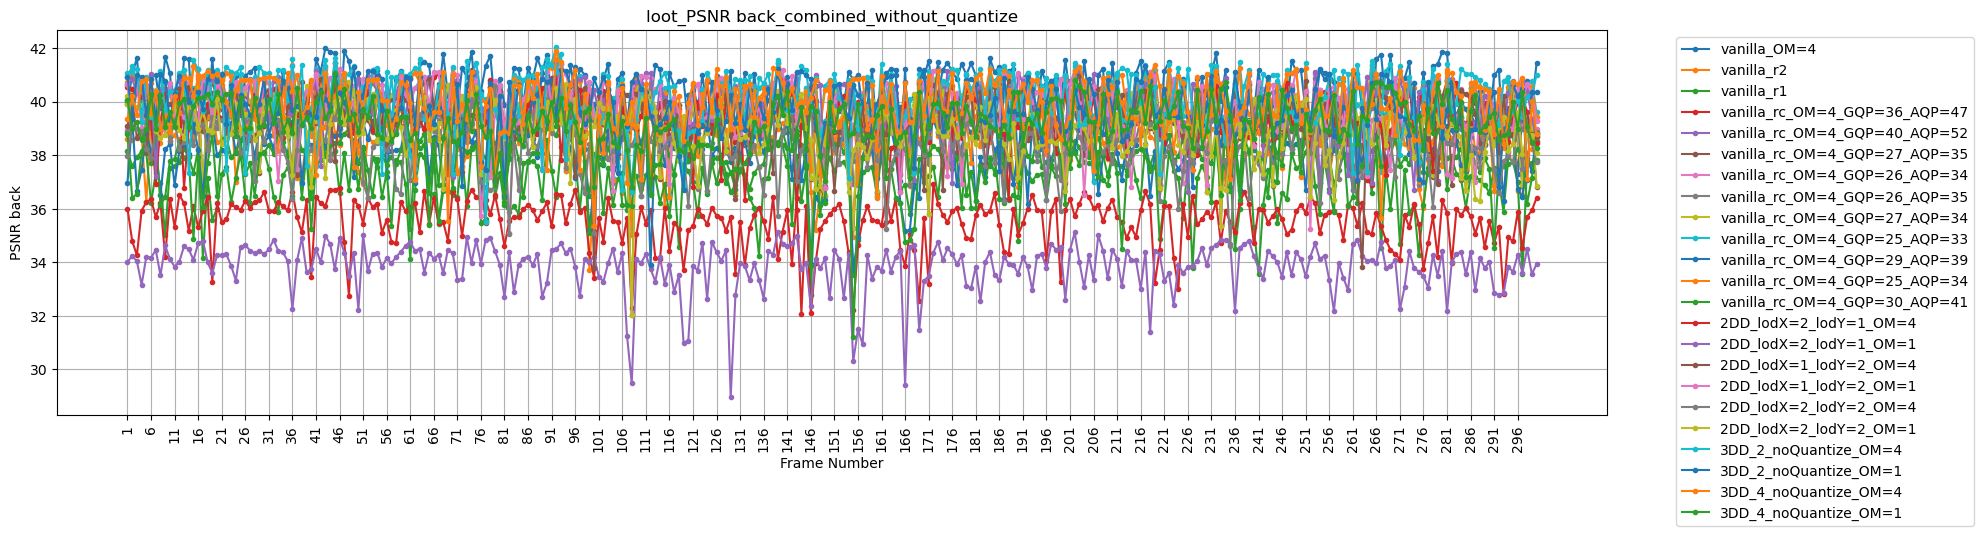 loot_PSNR back_combined_without_quantize
PSNR back
42
40
38
36
34
32
30
1 6 11 16 21 26 31 36 41 46 51 56 61 66 71 76 81 86 91 96 101 106 111 116 121 126 131 136 141 146 151 156 161 166 171 176 181 186 191 196 201 206 211 216 221 226 231 236 241 246 251 256 261 266 271 276 281 286 291 296
Frame Number
vanilla_OM=4
vanilla_r2
vanilla_r1
vanilla_rc_OM=4_GQP=36_AQP=47
vanilla_rc_OM=4_GQP=40_AQP=52
vanilla_rc_OM=4_GQP=27_AQP=35
vanilla_rc_OM=4_GQP=26_AQP=34
vanilla_rc_OM=4_GQP=26_AQP=35
vanilla_rc_OM=4_GQP=27_AQP=34
vanilla_rc_OM=4_GQP=25_AQP=33
vanilla_rc_OM=4_GQP=29_AQP=39
vanilla_rc_OM=4_GQP=25_AQP=34
vanilla_rc_OM=4_GQP=30_AQP=41
2DD_lodX=2_lodY=1_OM=4
2DD_lodX=2_lodY=1_OM=1
2DD_lodX=1_lodY=2_OM=4
2DD_lodX=1_lodY=2_OM=1
2DD_lodX=2_lodY=2_OM=4
2DD_lodX=2_lodY=2_OM=1
3DD_2_noQuantize_OM=4
3DD_2_noQuantize_OM=1
3DD_4_noQuantize_OM=4
3DD_4_noQuantize_OM=1